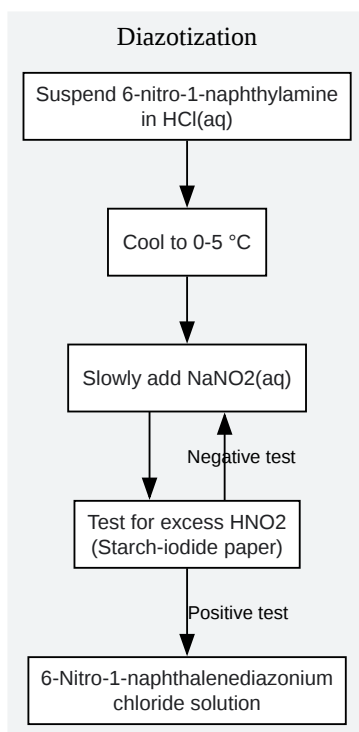 Diazotization
Suspend 6-nitro-1-naphthylamine
in HCl(aq)
Cool to 0-5 °C
Slowly add NaNO2(aq)
Negative test
Test for excess HNO2
(Starch-iodide paper)
Positive test
6-Nitro-1-naphthalenediazonium
chloride solution